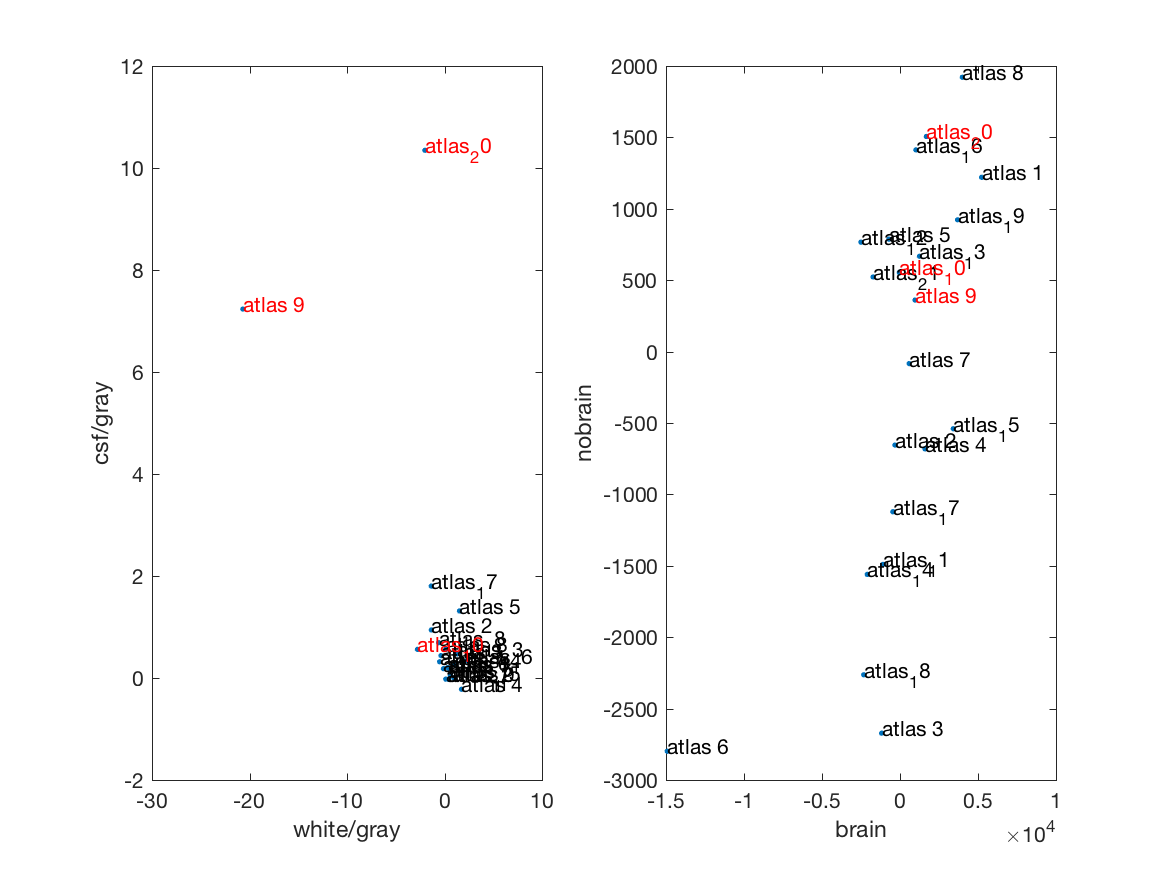 12
10
8
6
4
2
0
-2
-30
-20
-10
0
10
csf/gray
white/gray
atlas₂0
atlas 9
atlas₁7
atlas 5
atlas 2
atlas 4
2000
1500
1000
500
0
-500
-1000
-1500
-2000
-2500
-3000
-1.5
-1
-0.5
0
0.5
1
×10⁴
nobrain
brain
atlas 8
atlas₂0
atlas₁6
atlas 1
atlas₁9
atlas 5
atlas₁2
atlas₁3
atlas₁0
atlas₂1
atlas 9
atlas 7
atlas₁5
atlas 2
atlas 4
atlas₁7
atlas₁1
atlas₁4
atlas₁8
atlas 3
atlas 6